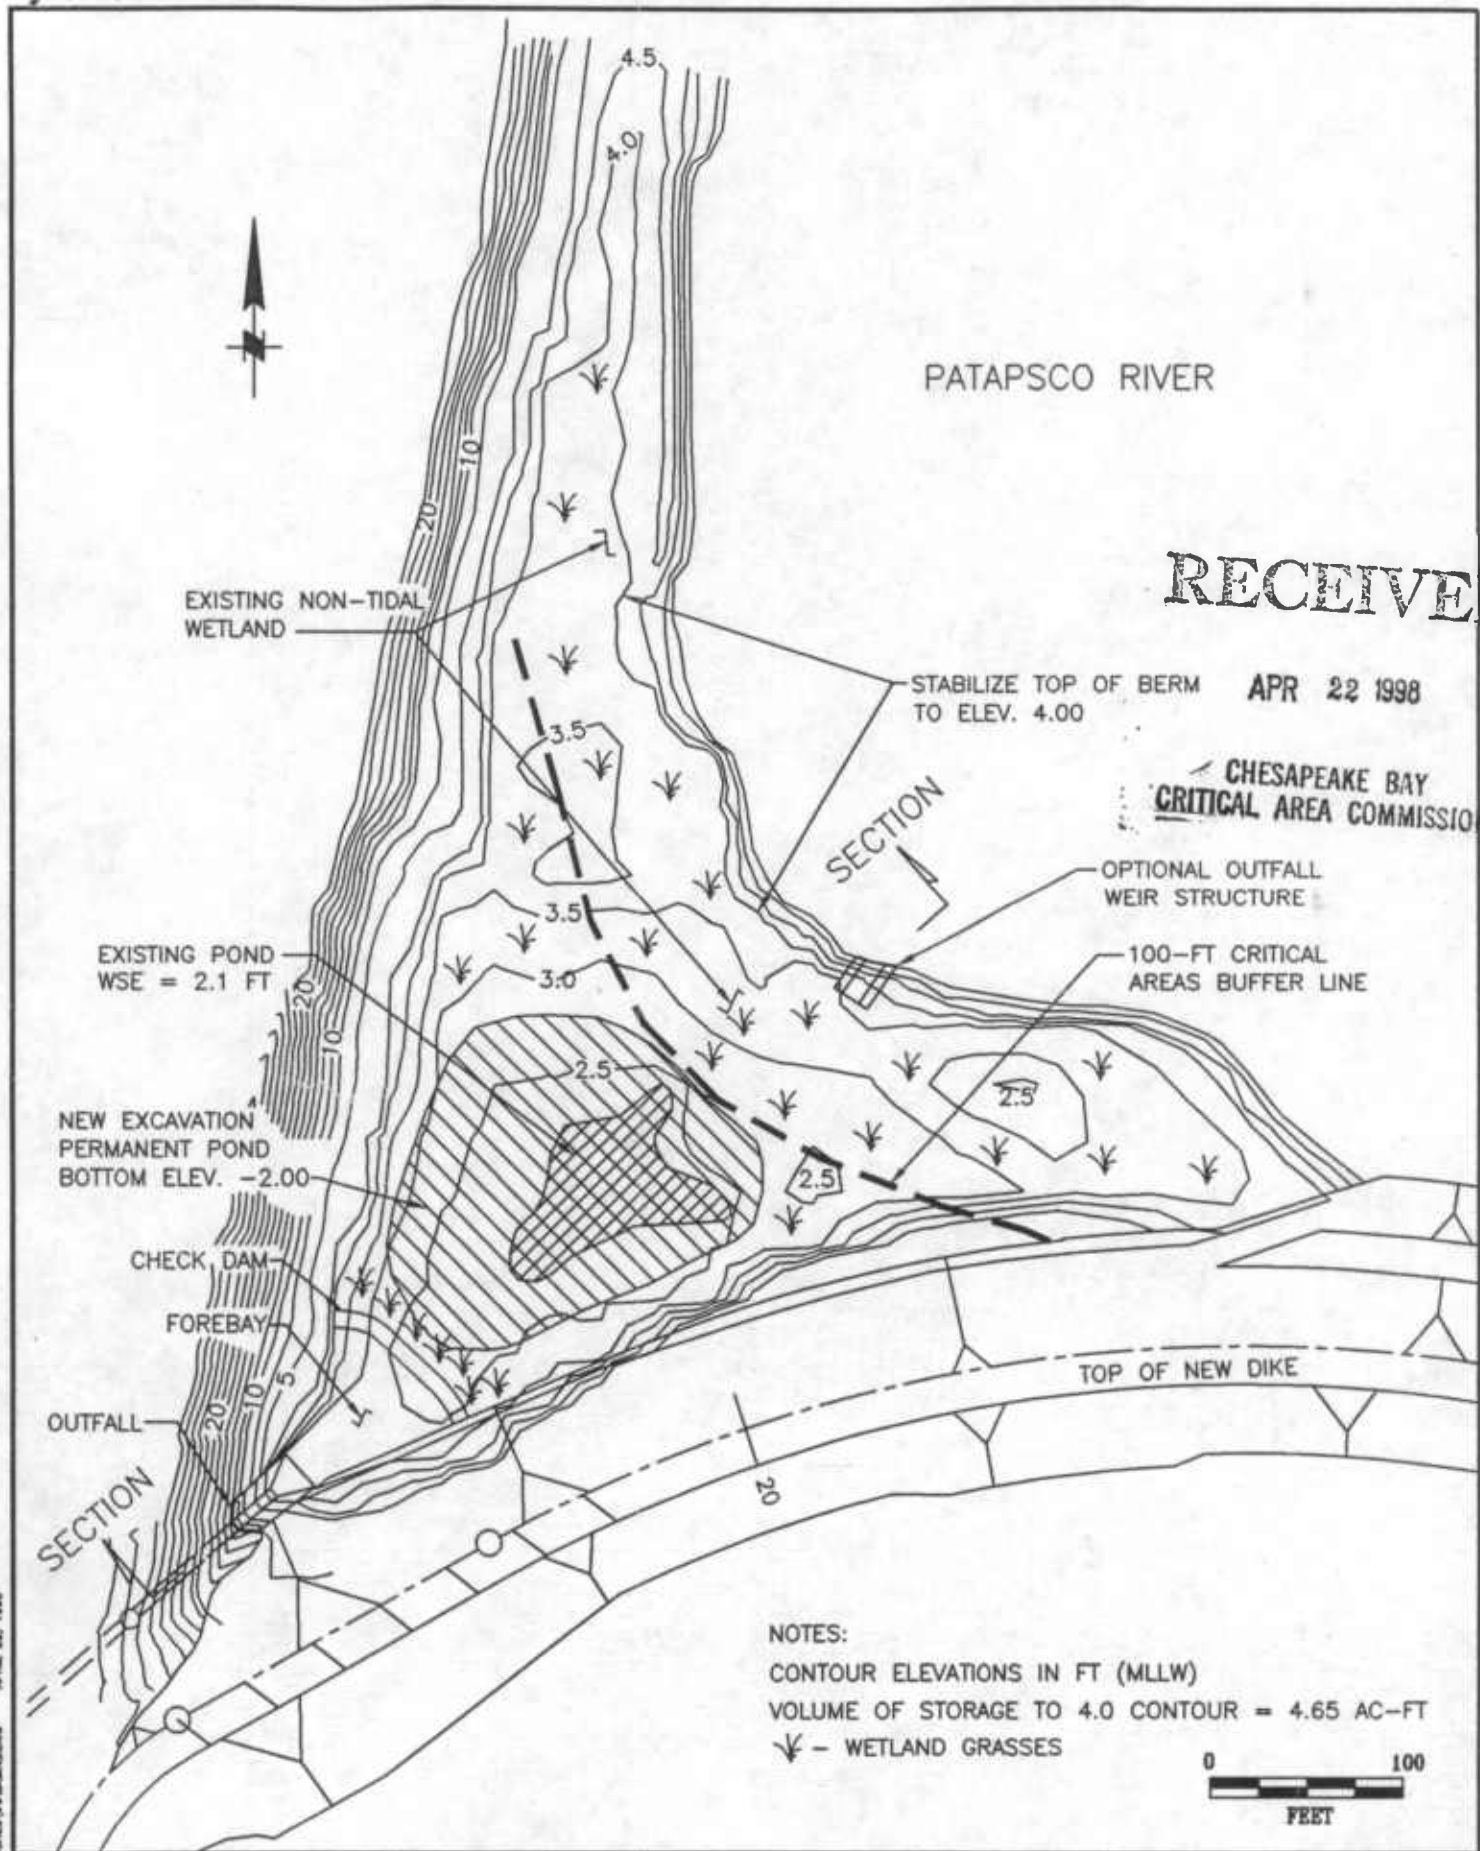 4.5
4.0
PATAPSCO RIVER
10
20
RECEIVE
EXISTING NON-TIDAL
WETLAND
STABILIZE TOP OF BERM
TO ELEV. 4.00
APR 22 1998
3.5
CHESAPEAKE BAY
CRITICAL AREA COMMISSIO
SECTION
OPTIONAL OUTFALL
WEIR STRUCTURE
3.5
EXISTING POND
WSE = 2.1 FT
100-FT CRITICAL
AREAS BUFFER LINE
3.0
20
10
2.5
2.5
NEW EXCAVATION
PERMANENT POND
BOTTOM ELEV. -2.00
2.5
CHECK DAM
FOREBAY
TOP OF NEW DIKE
5
10
20
OUTFALL
20
SECTION
NOTES:
CONTOUR ELEVATIONS IN FT (MLLW)
VOLUME OF STORAGE TO 4.0 CONTOUR = 4.65 AC-FT
- WETLAND GRASSES
0 100
FEET